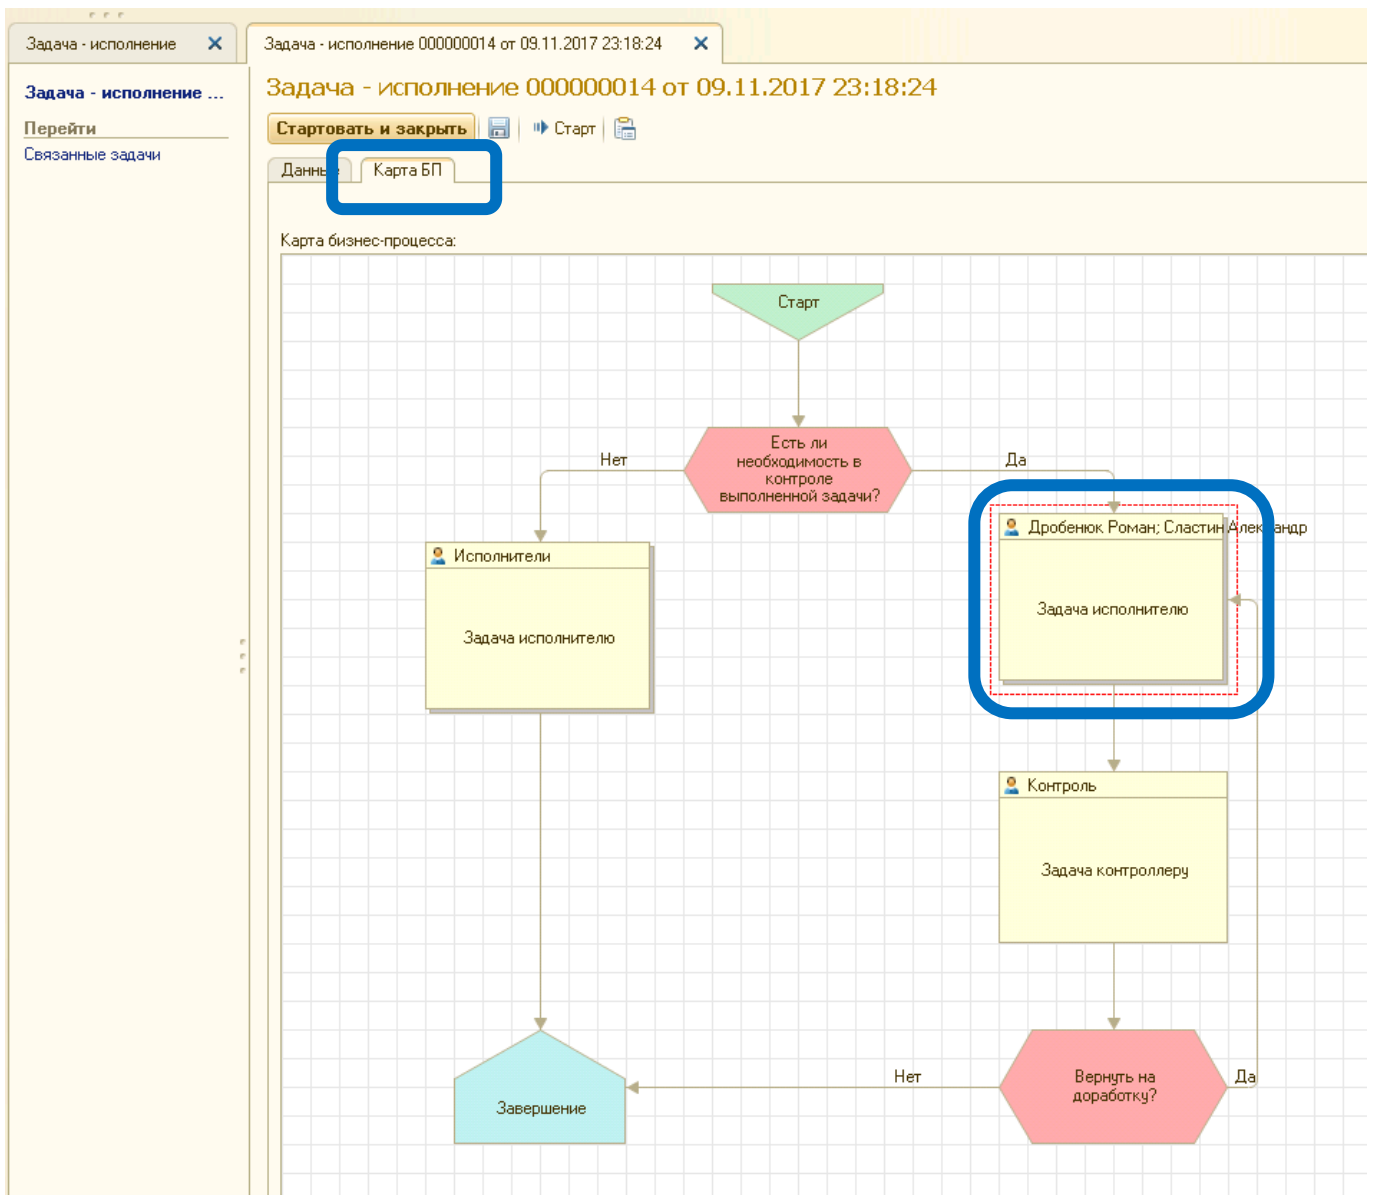 Задача - исполнение
Задача - исполнение 000000014 от 09.11.2017 23:18:24
Задача - исполнение ...
Перейти
Связанные задачи
Задача - исполнение 000000014 от 09.11.2017 23:18:24
Стартовать и закрыть
Старт
Данные
Карта БП
Карта бизнес-процесса:
Старт
Есть ли
необходимость в
контроле
выполненной задачи?
Нет
Да
Исполнители
Задача исполнителю
Дробенюк Роман; Сластин Александр
Задача исполнителю
Контроль
Задача контроллеру
Вернуть на
доработку?
Нет
Да
Завершение